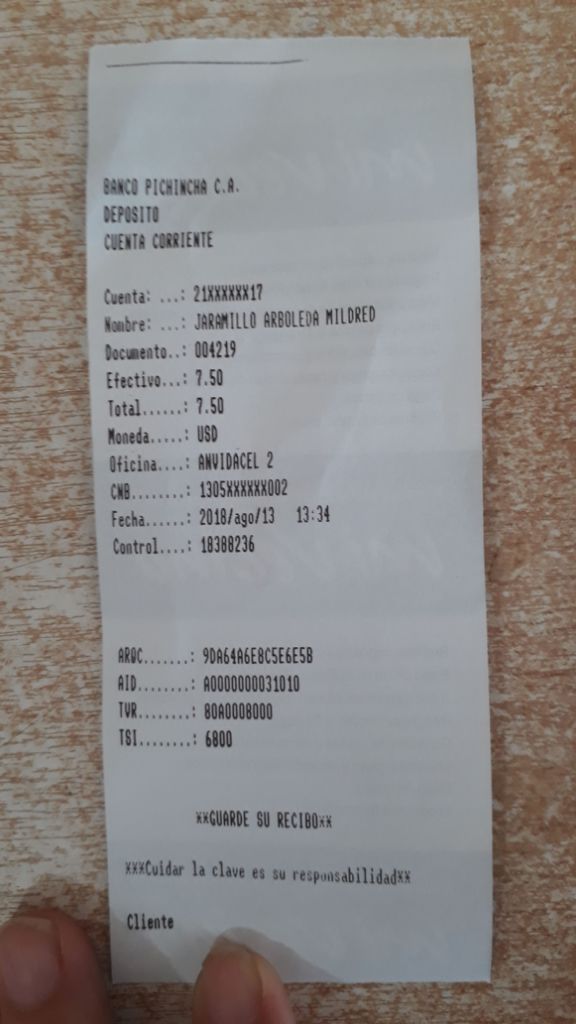 BANCO PICHINCHA C.A.
DEPOSITO
CUENTA CORRIENTE
Cuenta: ...: 21XXXXXX17
Nombre: ...: JARAMILLO ARBOLEDA MILDRED
Documento..: 004219
Efectivo...: 7.50
Total......: 7.50
Moneda.....: USD
Oficina....: ANVIDACEL 2
CNB........: 1305XXXXXX002
Fecha......: 2018/ago/13 13:34
Control....: 18388236
ARQC.......: 9DA64A6E8C5E6E5B
AID........: A0000000031010
TVR........: 80A0008000
TSI........: 6800
**GUARDE SU RECIBO**
***Cuidar la clave es su responsabilidad**
Cliente